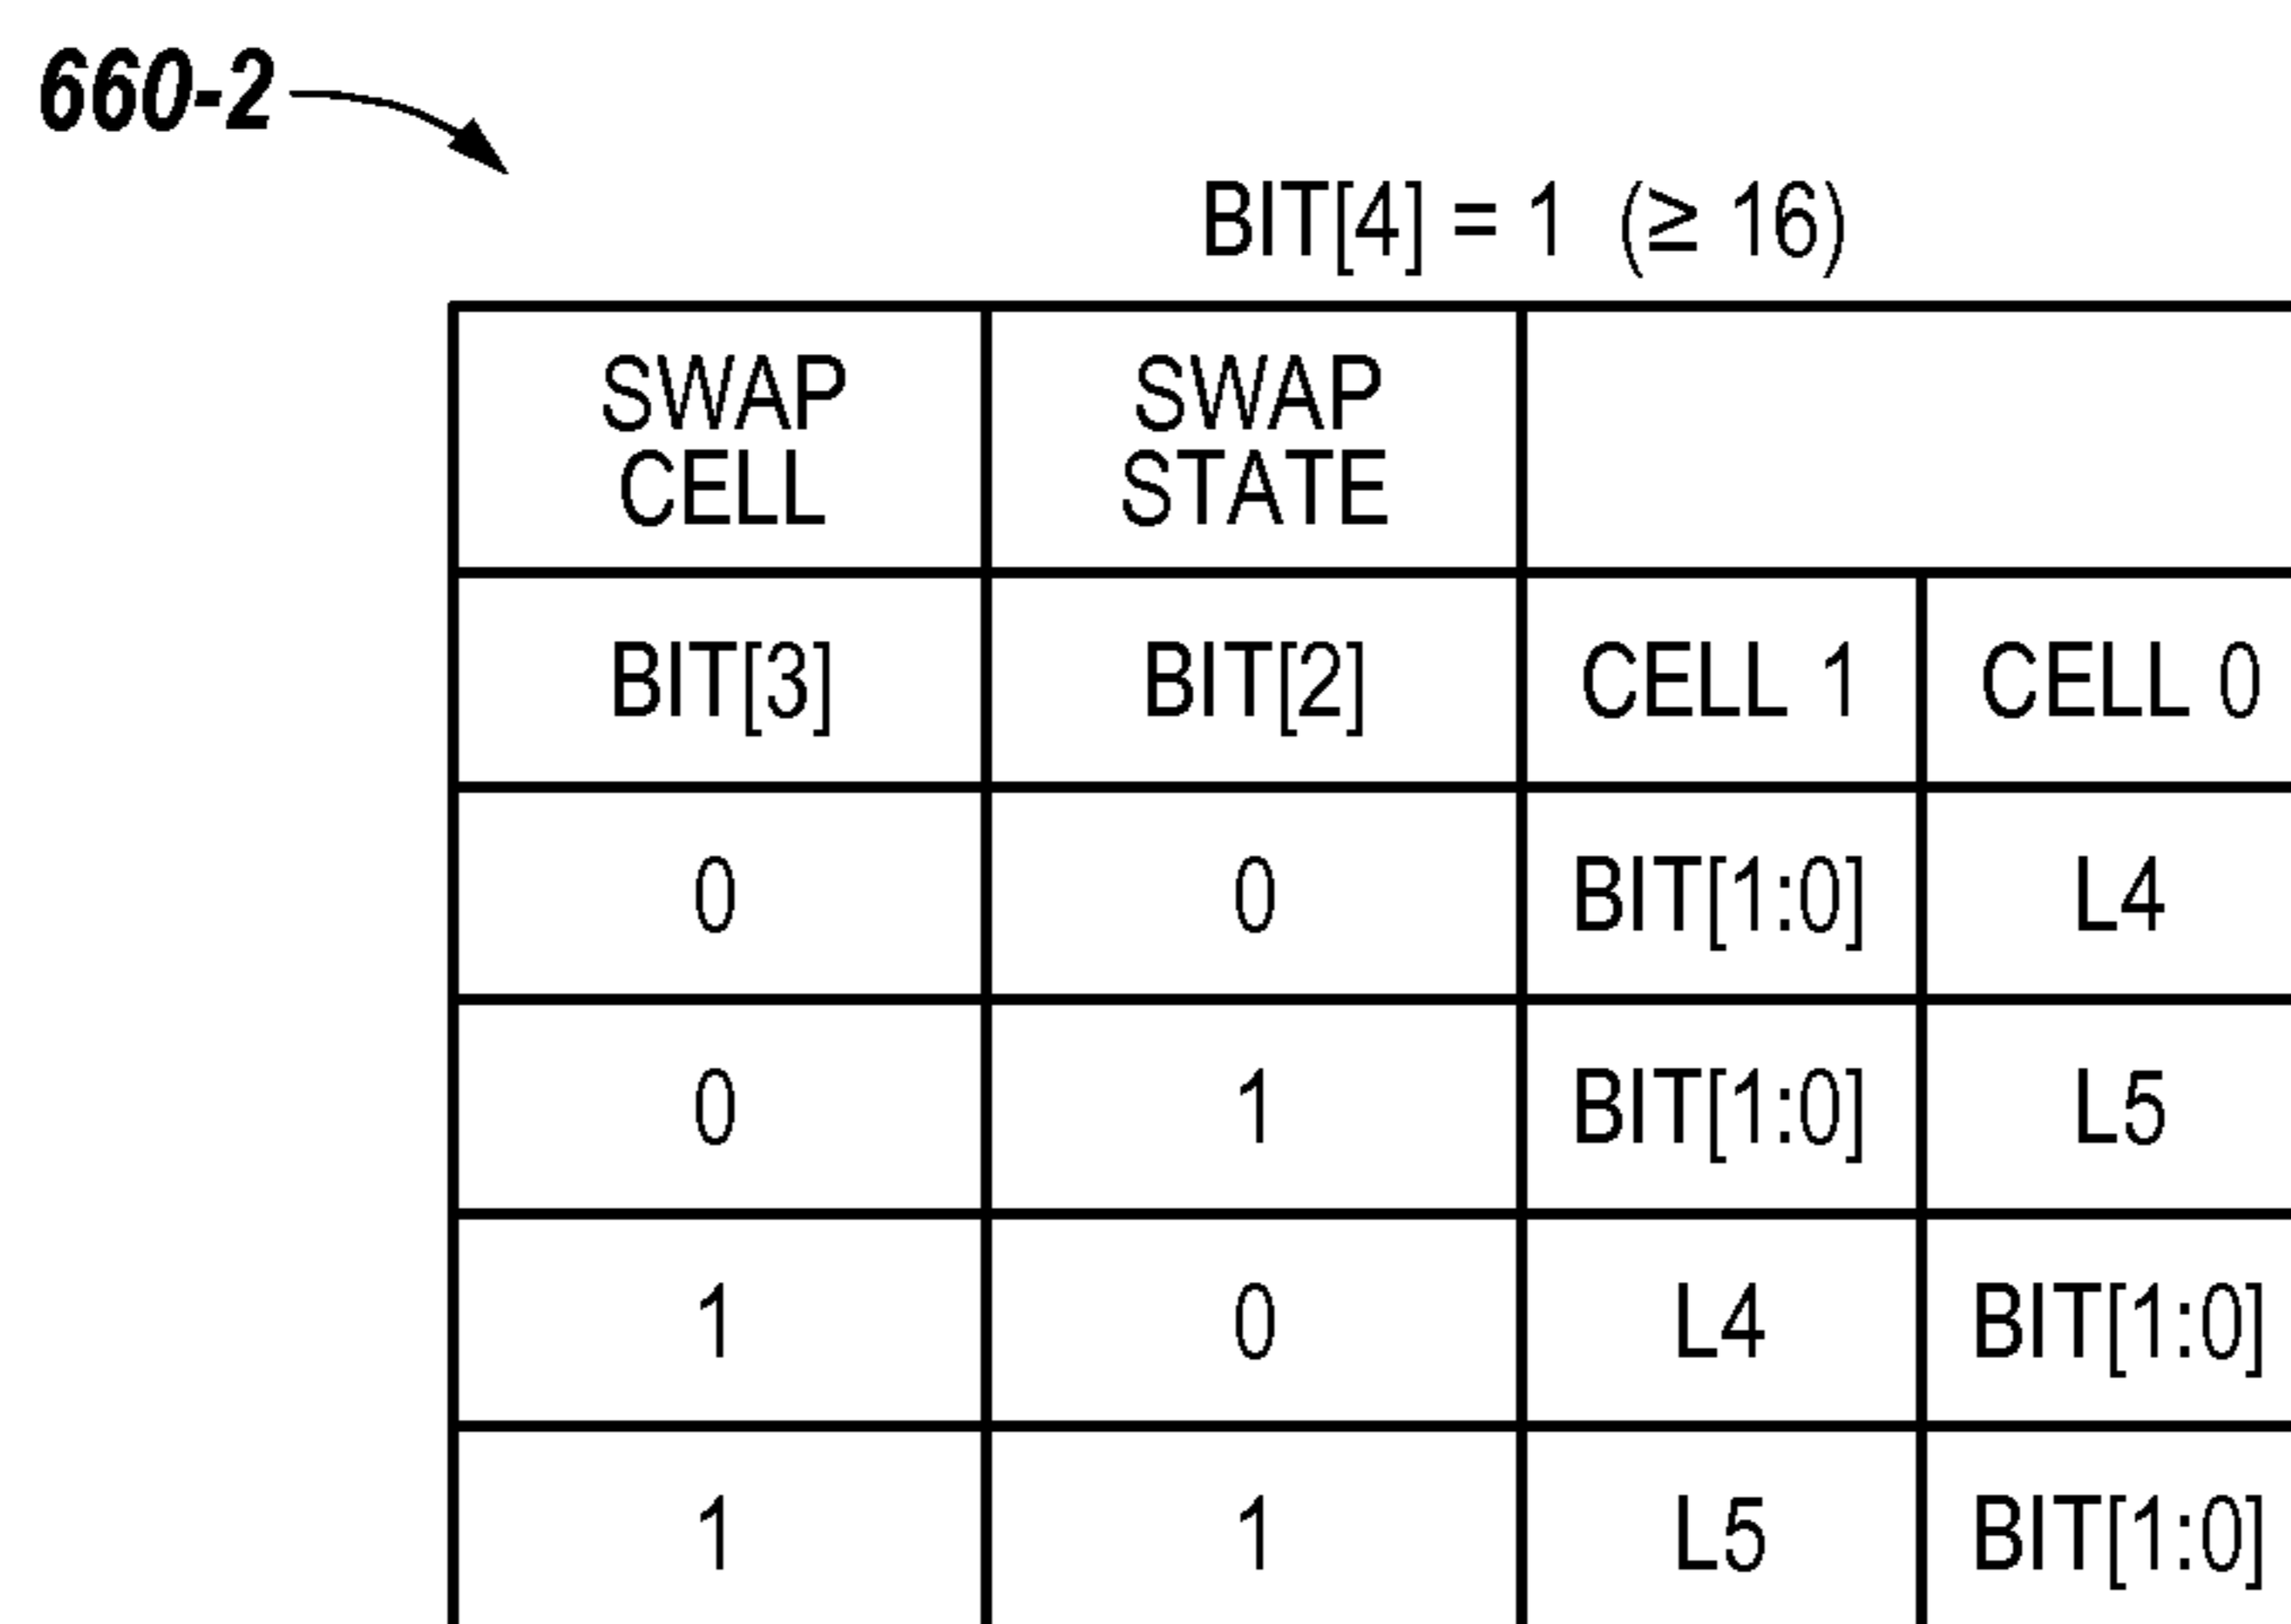 660-2
BIT[4] = 1 (≥ 16)
SWAP CELL SWAP STATE
BIT[3] BIT[2] CELL 1 CELL 0
0 0 BIT[1:0] L4
0 1 BIT[1:0] L5
1 0 L4 BIT[1:0]
1 1 L5 BIT[1:0]